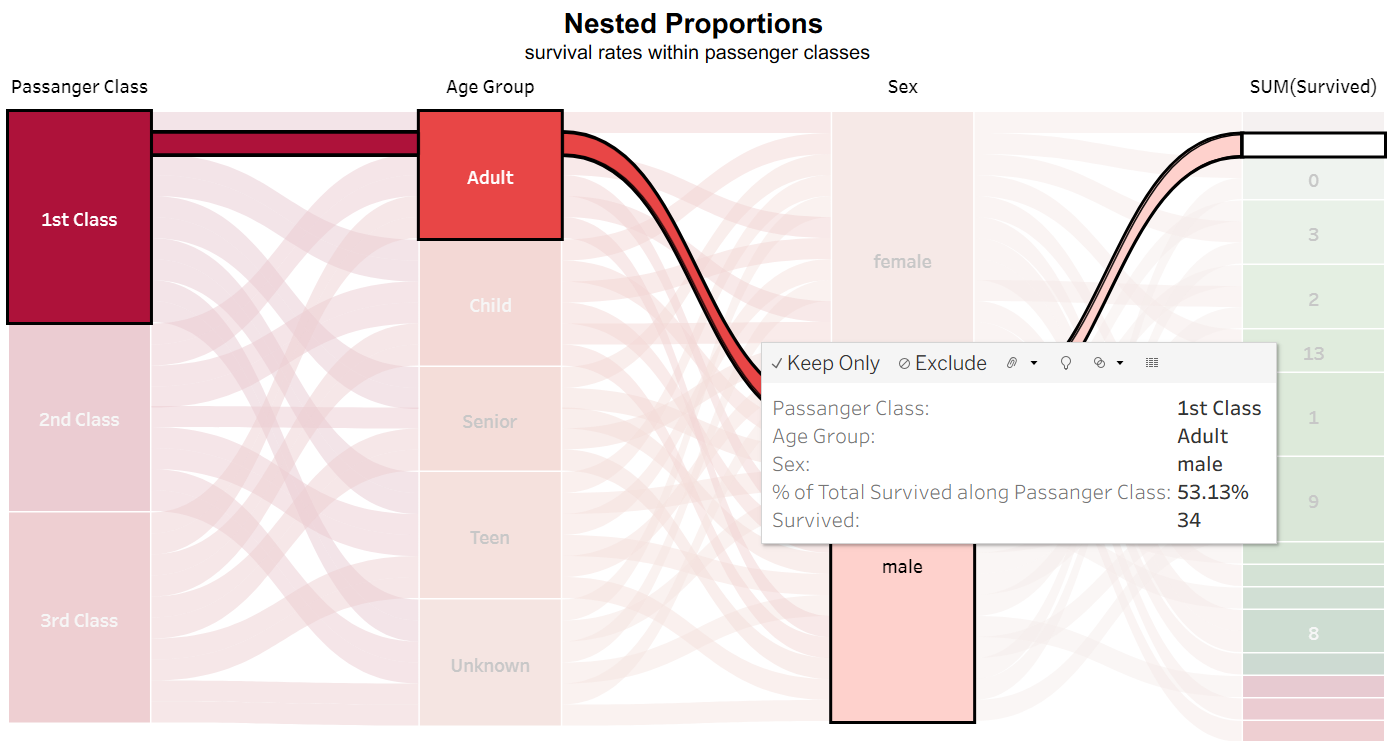 Nested Proportions
survival rates within passenger classes
Passanger Class
Age Group
Sex
SUM(Survived)
1st Class
2nd Class
3rd Class
Adult
Child
Senior
Teen
Unknown
female
male
0
3
2
13
1
9
8
Keep Only
Exclude
Passanger Class: 1st Class
Age Group: Adult
Sex: male
% of Total Survived along Passanger Class: 53.13%
Survived: 34